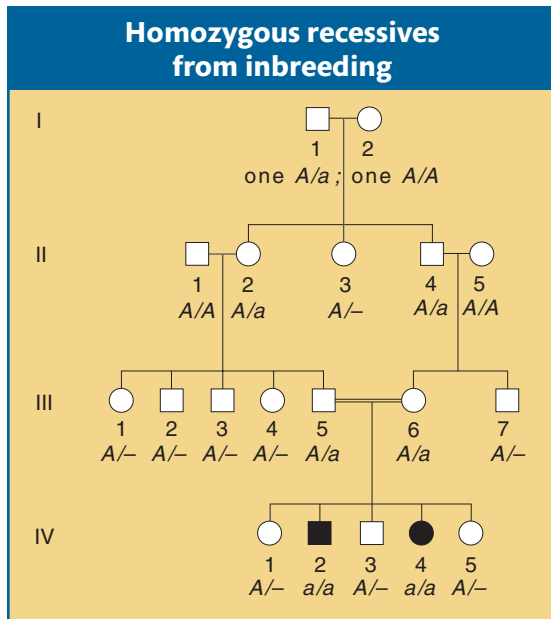 Homozygous recessives
from inbreeding
I
1 2
one A/a ; one A/A
II
1 2 3 4 5
A/A A/a A/– A/a A/A
III
1 2 3 4 5 6 7
A/– A/– A/– A/– A/a A/a A/–
IV
1 2 3 4 5
A/– a/a A/– a/a A/–